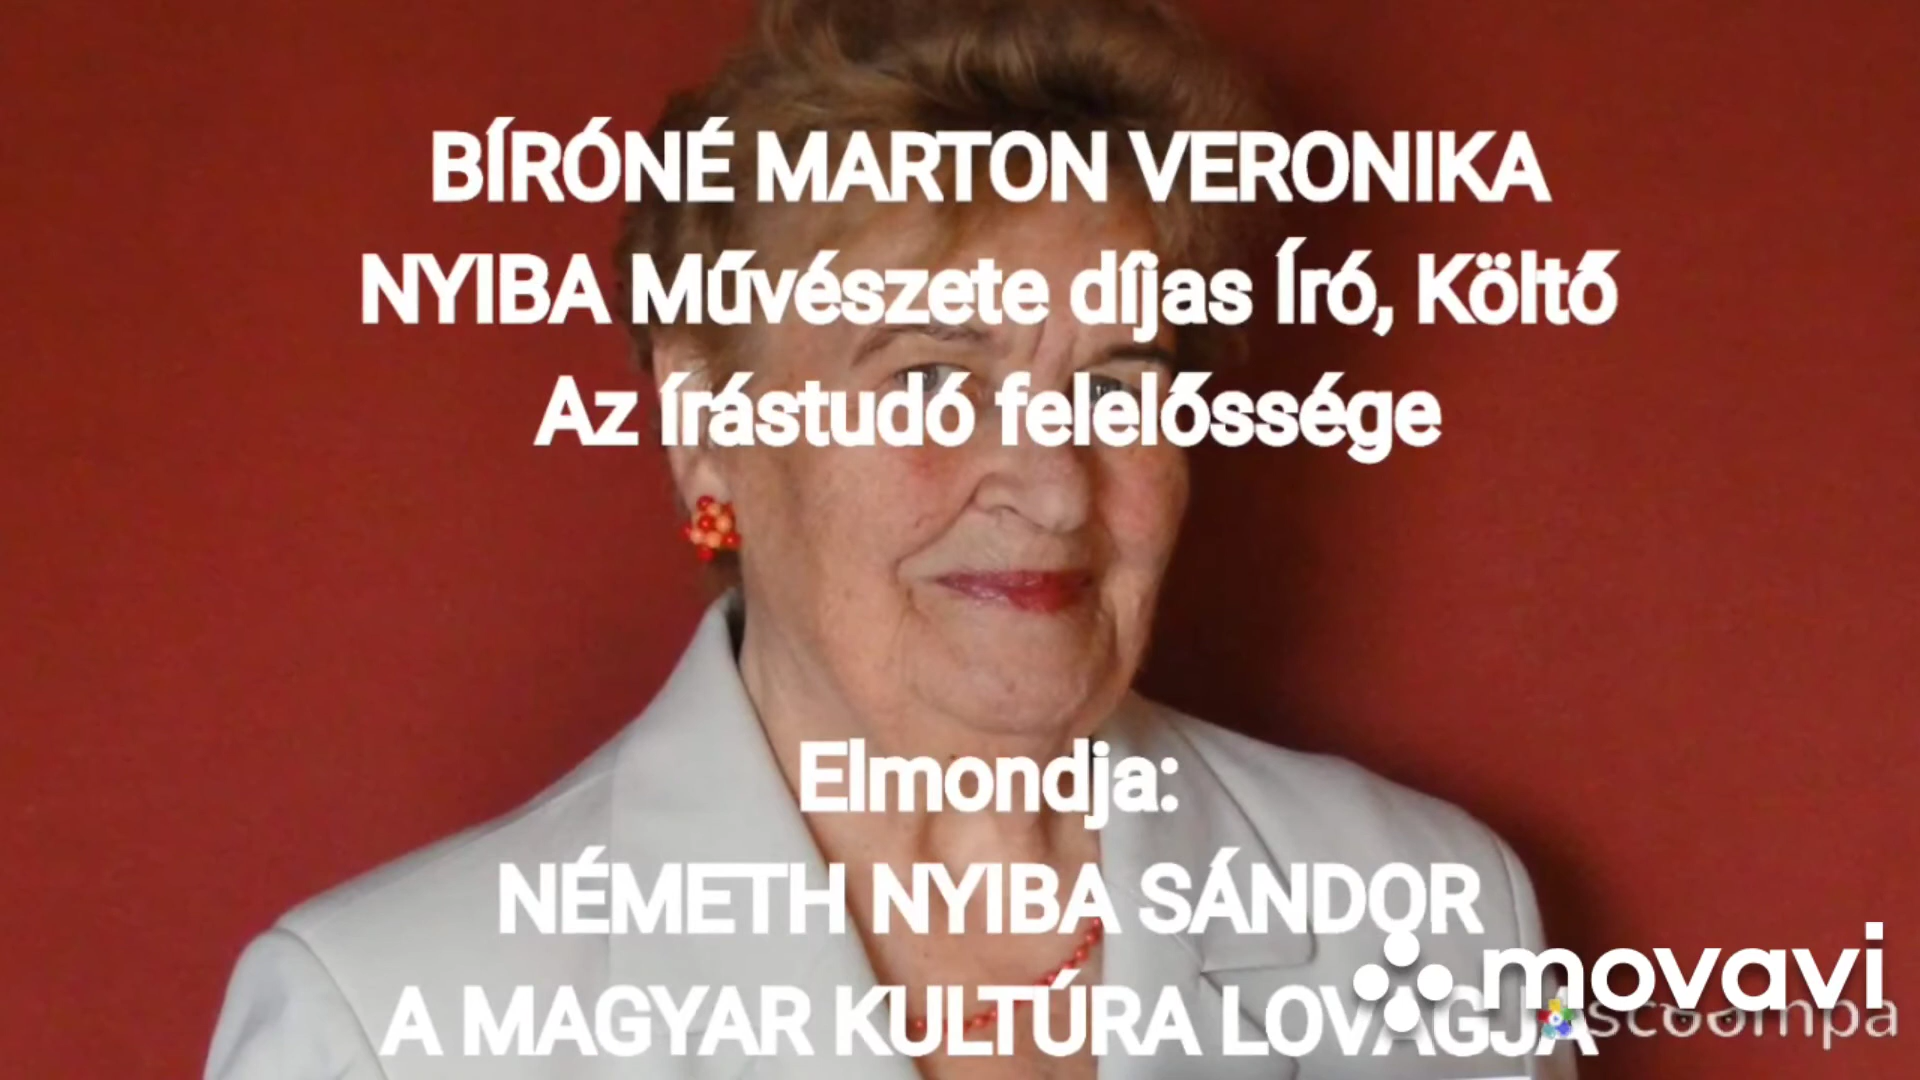 BÍRÓNÉ MARTON VERONIKA
NYIBA Művészete díjas Író, Költő
Az írástudó felelőssége
Elmondja:
NÉMETH NYIBA SÁNDOR
A MAGYAR KULTÚRA LOVAGJA
movavi
scoompa